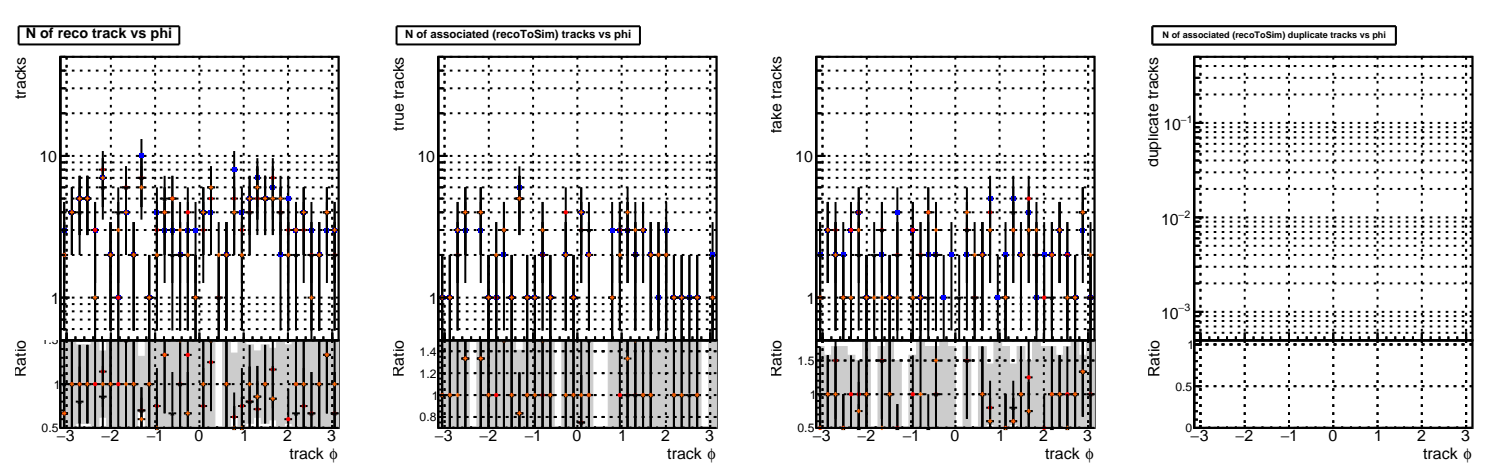 N of reco track vs phi
tracks
10
1
Ratio
1.5
1
0.5
−3 −2 −1 0 1 2 3
track ϕ
N of associated (recoToSim) tracks vs phi
true tracks
10
1
Ratio
1.4
1.2
1
0.8
−3 −2 −1 0 1 2 3
track ϕ
fake tracks
10
1
Ratio
1.5
1
0.5
−3 −2 −1 0 1 2 3
track ϕ
N of associated (recoToSim) duplicate tracks vs phi
duplicate tracks
10−1
10−2
10−3
Ratio
1
0.5
0
−3 −2 −1 0 1 2 3
track ϕ